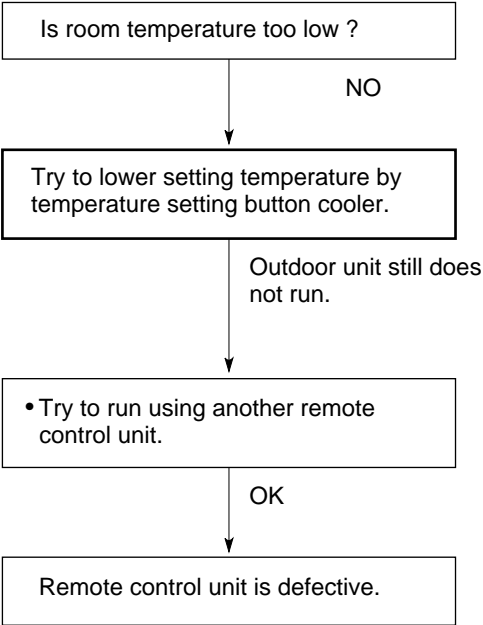 Is room temperature too low ?
NO
Try to lower setting temperature by
temperature setting button cooler.
Outdoor unit still does
not run.
• Try to run using another remote
control unit.
OK
Remote control unit is defective.